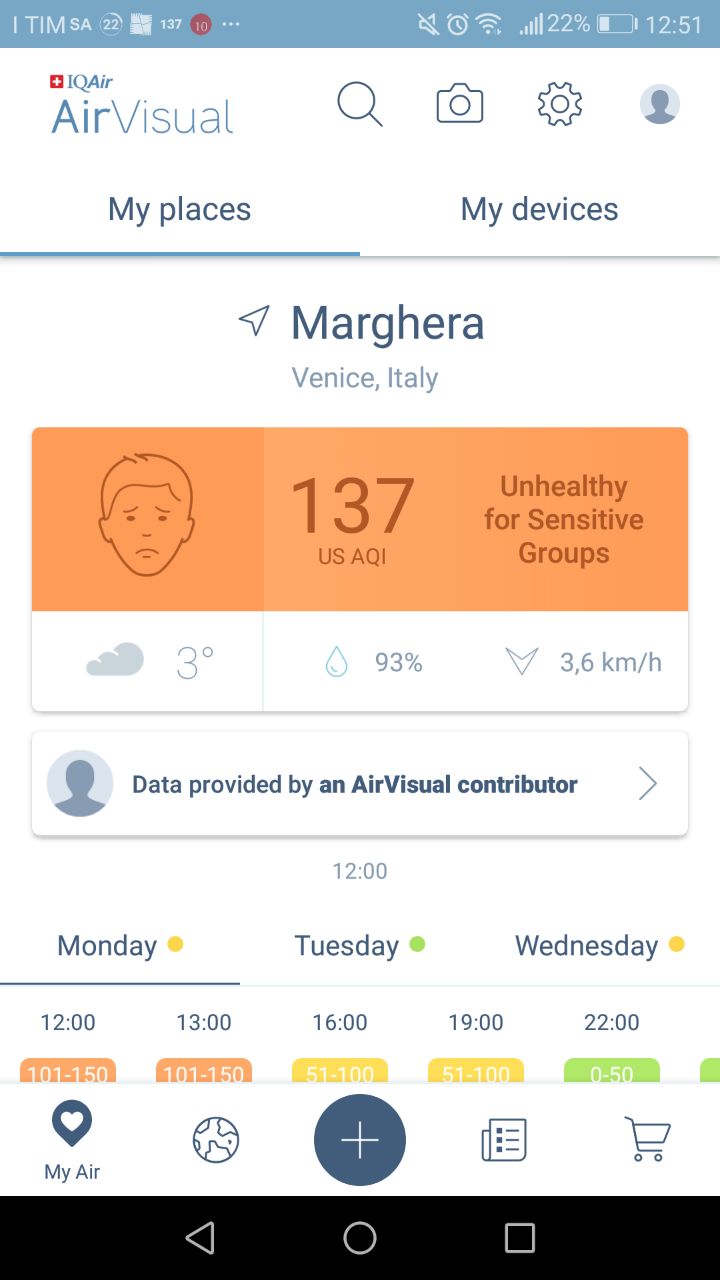 I TIM SA 22 137 10 ... 22% 12:51
IQAir
AirVisual
My places My devices
Marghera
Venice, Italy
137
US AQI
Unhealthy
for Sensitive
Groups
3° 93% 3,6 km/h
Data provided by an AirVisual contributor
12:00
Monday Tuesday Wednesday
12:00 13:00 16:00 19:00 22:00
101-150 101-150 51-100 51-100 0-50
My Air